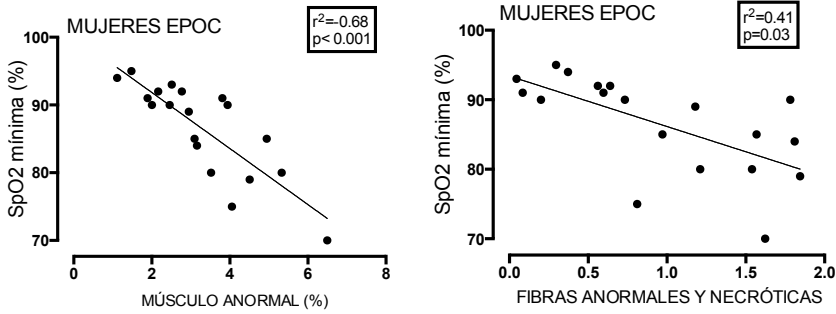 MUJERES EPOC
r²=-0.68
p< 0.001
SpO2 mínima (%)
100
90
80
70
0 2 4 6 8
MÚSCULO ANORMAL (%)
MUJERES EPOC
r²=0.41
p=0.03
SpO2 mínima (%)
100
90
80
70
0.0 0.5 1.0 1.5 2.0
FIBRAS ANORMALES Y NECRÓTICAS